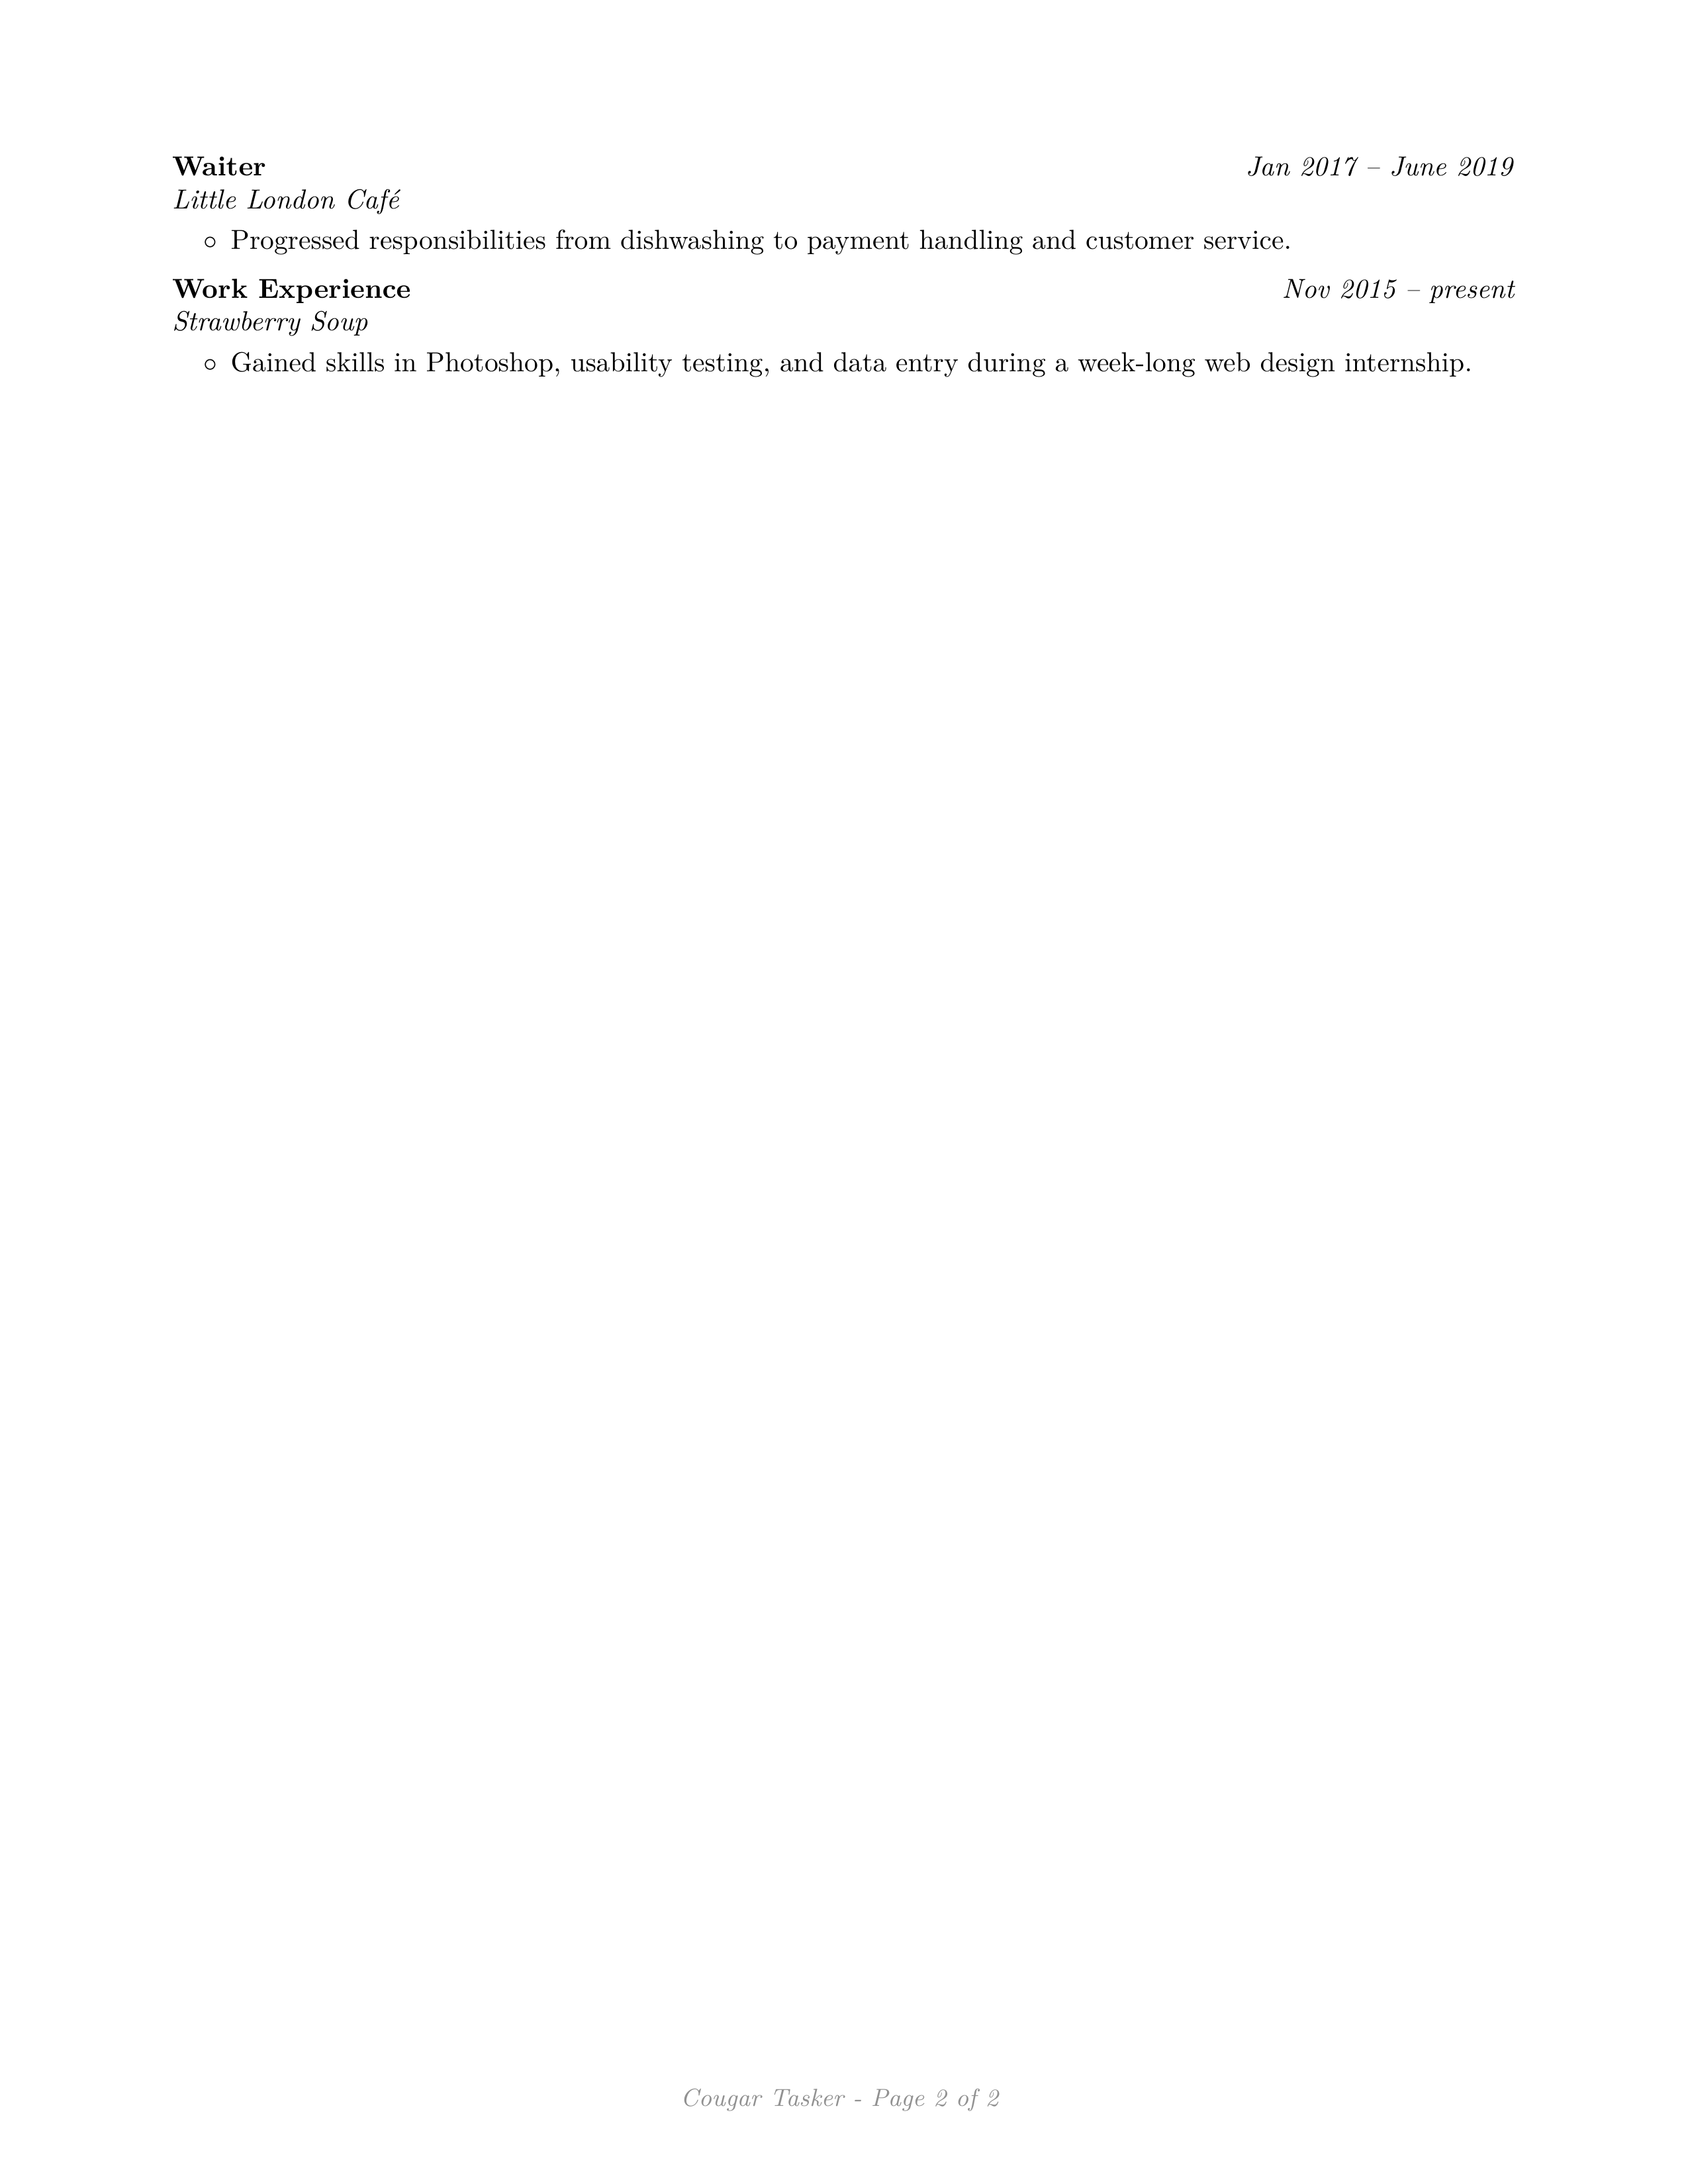 Waiter Jan 2017 – June 2019
Little London Café
◦ Progressed responsibilities from dishwashing to payment handling and customer service.
Work Experience Nov 2015 – present
Strawberry Soup
◦ Gained skills in Photoshop, usability testing, and data entry during a week-long web design internship.
Cougar Tasker - Page 2 of 2